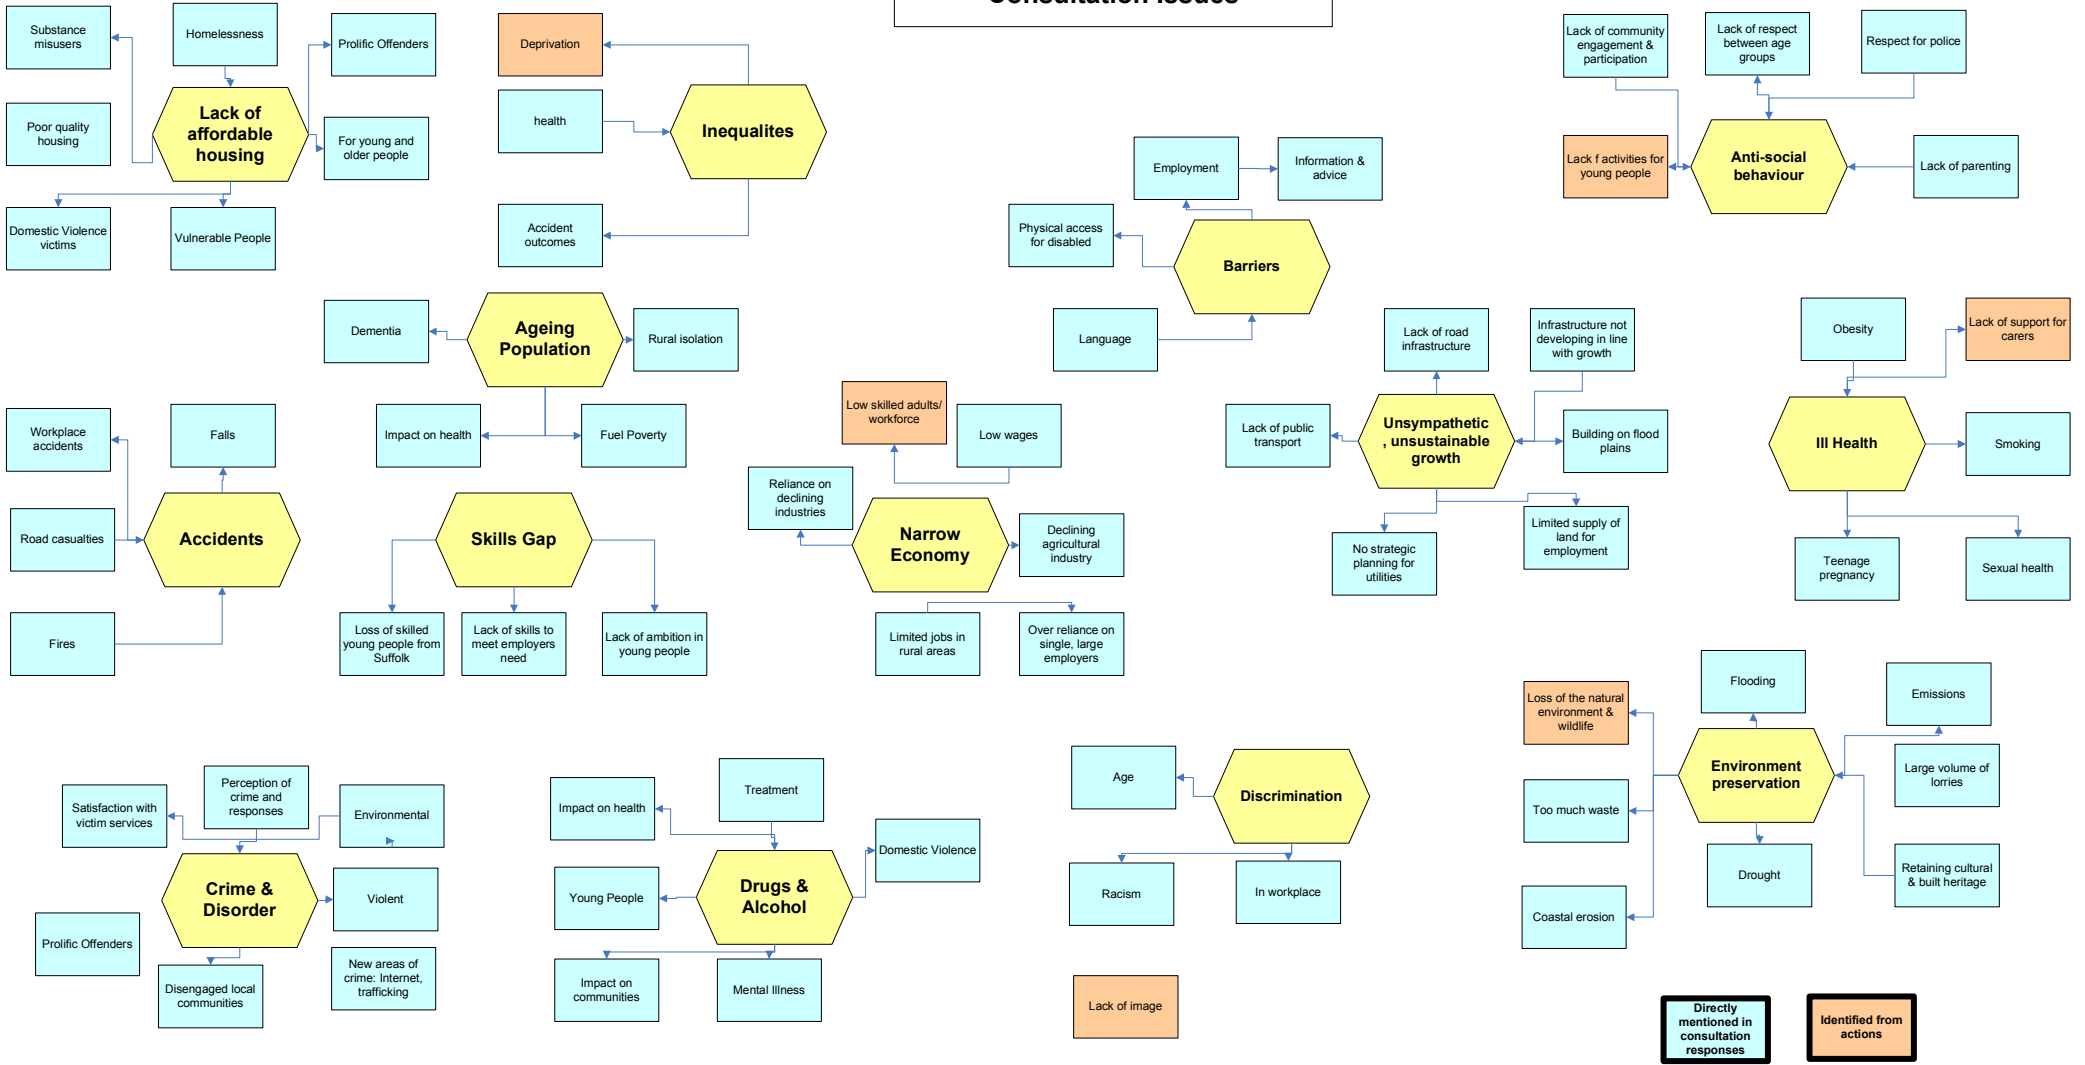 Consultation Issues
Substance
misusers
Homelessness
Prolific Offenders
Poor quality
housing
Lack of
affordable
housing
For young and
older people
Domestic Violence
victims
Vulnerable People
Deprivation
health
Inequalites
Accident
outcomes
Employment
Information &
advice
Physical access
for disabled
Barriers
Language
Lack of community
engagement &
participation
Lack of respect
between age
groups
Respect for police
Lack f activities for
young people
Anti-social
behaviour
Lack of parenting
Dementia
Ageing
Population
Rural isolation
Impact on health
Fuel Poverty
Workplace
accidents
Falls
Road casualties
Accidents
Fires
Skills Gap
Loss of skilled
young people from
Suffolk
Lack of skills to
meet employers
need
Lack of ambition in
young people
Low skilled adults/
workforce
Low wages
Reliance on
declining
industries
Narrow
Economy
Declining
agricultural
industry
Limited jobs in
rural areas
Over reliance on
single, large
employers
Lack of road
infrastructure
Infrastructure not
developing in line
with growth
Lack of public
transport
Unsympathetic
, unsustainable
growth
Building on flood
plains
No strategic
planning for
utilities
Limited supply of
land for
employment
Obesity
Lack of support for
carers
Ill Health
Smoking
Teenage
pregnancy
Sexual health
Satisfaction with
victim services
Perception of
crime and
responses
Environmental
Crime &
Disorder
Violent
Prolific Offenders
Disengaged local
communities
New areas of
crime: Internet,
trafficking
Impact on health
Treatment
Domestic Violence
Young People
Drugs &
Alcohol
Impact on
communities
Mental Illness
Age
Discrimination
Racism
In workplace
Lack of image
Loss of the natural
environment &
wildlife
Flooding
Emissions
Environment
preservation
Large volume of
lorries
Too much waste
Drought
Retaining cultural
& built heritage
Coastal erosion
Directly
mentioned in
consultation
responses
Identified from
actions